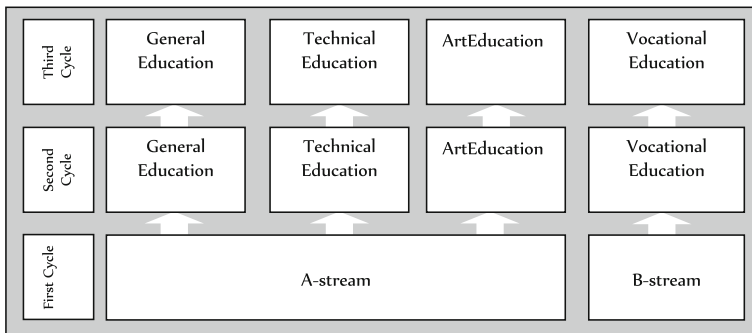 Third
Cycle
General
Education
Technical
Education
ArtEducation
Vocational
Education
Second
Cycle
General
Education
Technical
Education
ArtEducation
Vocational
Education
First Cycle
A-stream
B-stream